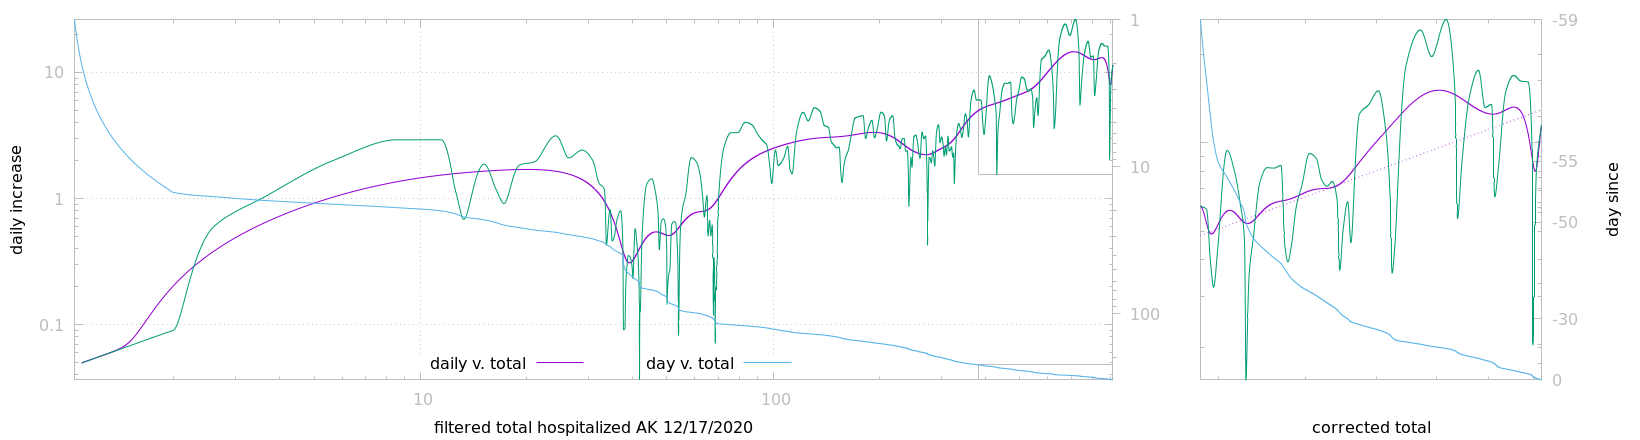 daily increase
10
1
0.1
10
100
1
10
100
daily v. total
day v. total
filtered total hospitalized AK 12/17/2020
-59
-55
-50
-30
0
day since
corrected total